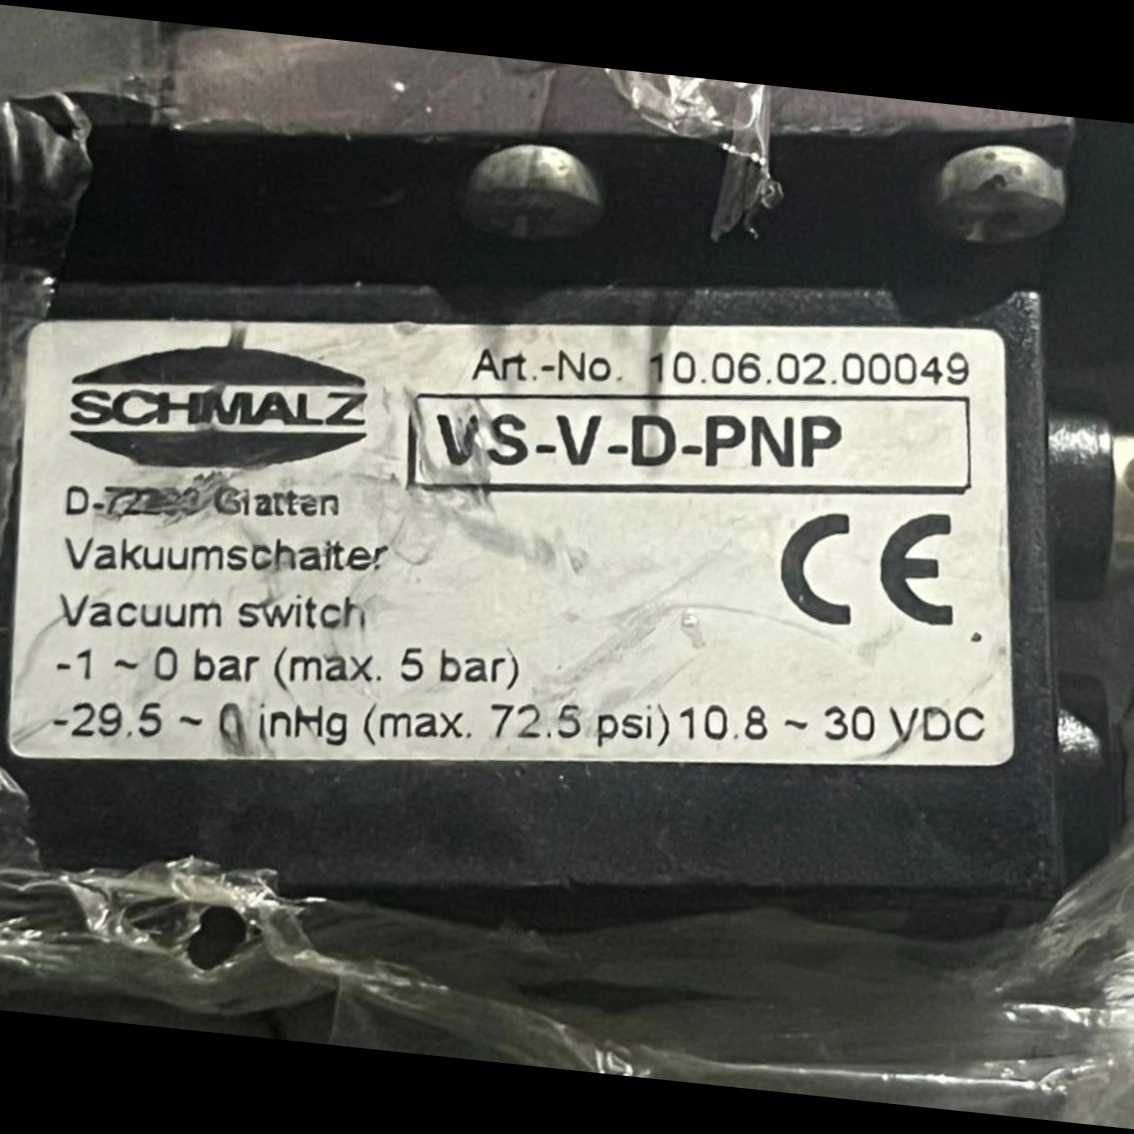 SCHMALZ
Art.-No. 10.06.02.00049
VS-V-D-PNP
Glatten
CE
Vakuumschalter
Vacuum switch
-1 ~ 0 bar (max. 5 bar)
-29.5 ~ 0 inHg (max. 72.5 psi) 10.8 ~ 30 VDC